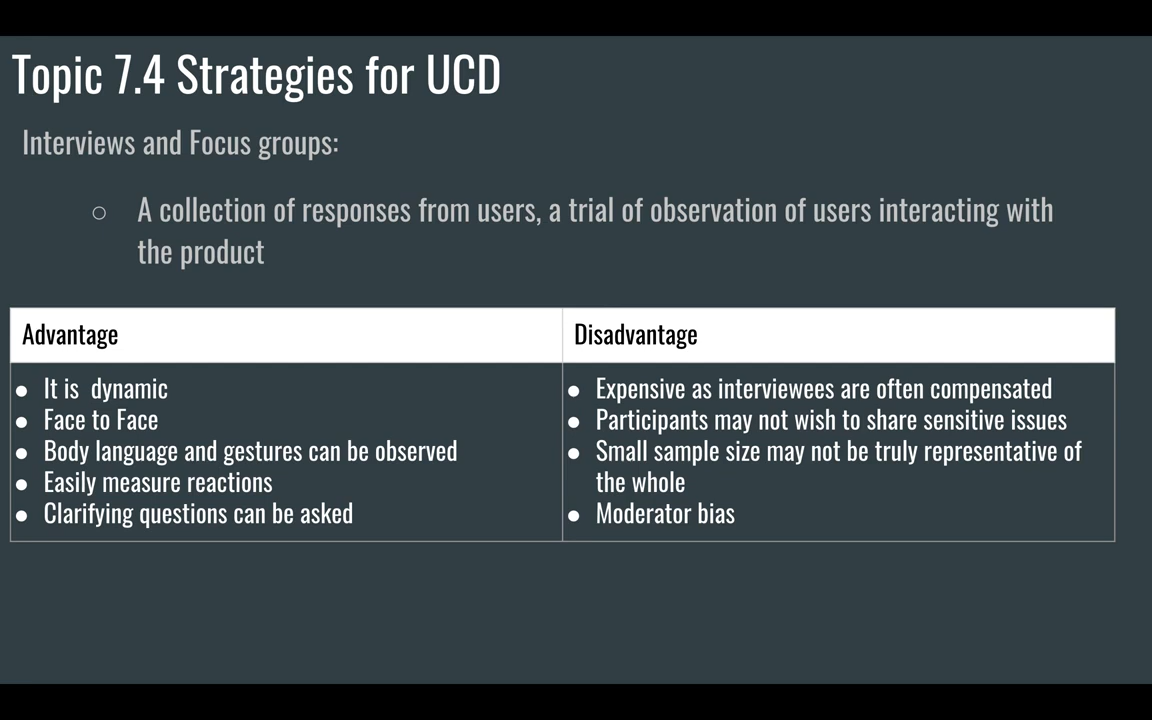 Topic 7.4 Strategies for UCD
Interviews and Focus groups:
○ A collection of responses from users, a trial of observation of users interacting with
the product
Advantage
● It is  dynamic
● Face to Face
● Body language and gestures can be observed
● Easily measure reactions
● Clarifying questions can be asked
Disadvantage
● Expensive as interviewees are often compensated
● Participants may not wish to share sensitive issues
● Small sample size may not be truly representative of
the whole
● Moderator bias